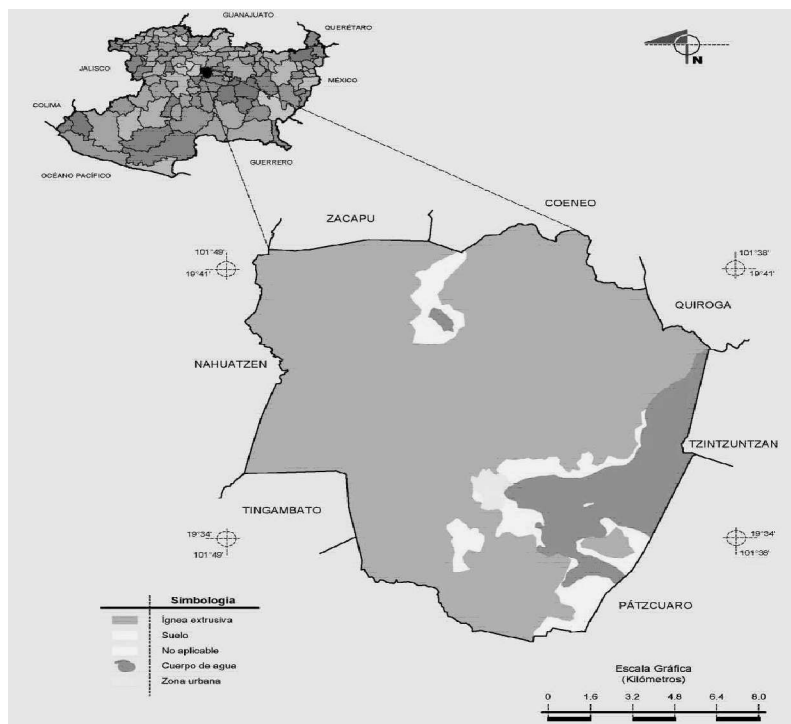 GUANAJUATO
QUERÉTARO
JALISCO
MÉXICO
COLIMA
GUERRERO
OCÉANO PACÍFICO
N
COENEO
ZACAPU
101°49'
19°41'
101°38'
19°41'
QUIROGA
NAHUATZEN
TZINTZUNTZAN
TINGAMBATO
19°34'
101°49'
19°34'
101°38'
PÁTZCUARO
Simbología
Ígnea extrusiva
Suelo
No aplicable
Cuerpo de agua
Zona urbana
Escala Gráfica
(Kilómetros)
0 1.6 3.2 4.8 6.4 8.0